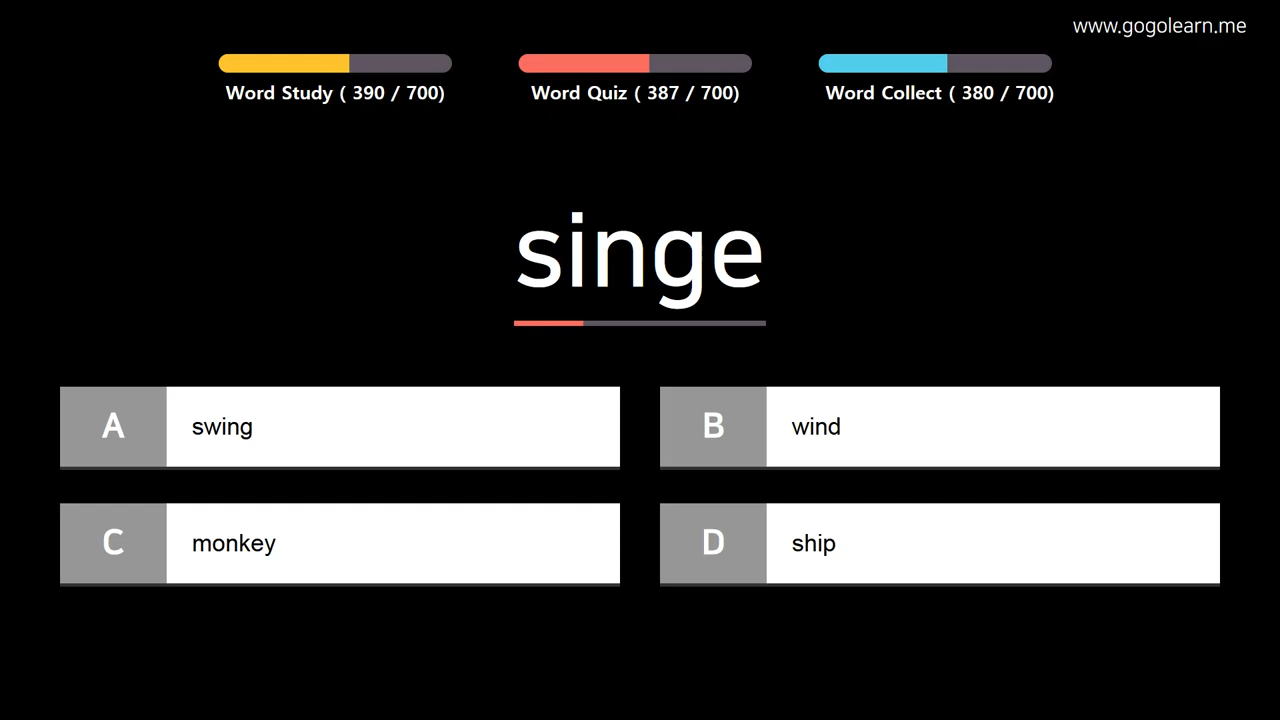 www.gogolearn.me
Word Study ( 390 / 700)
Word Quiz ( 387 / 700)
Word Collect ( 380 / 700)
singe
A swing
B wind
C monkey
D ship